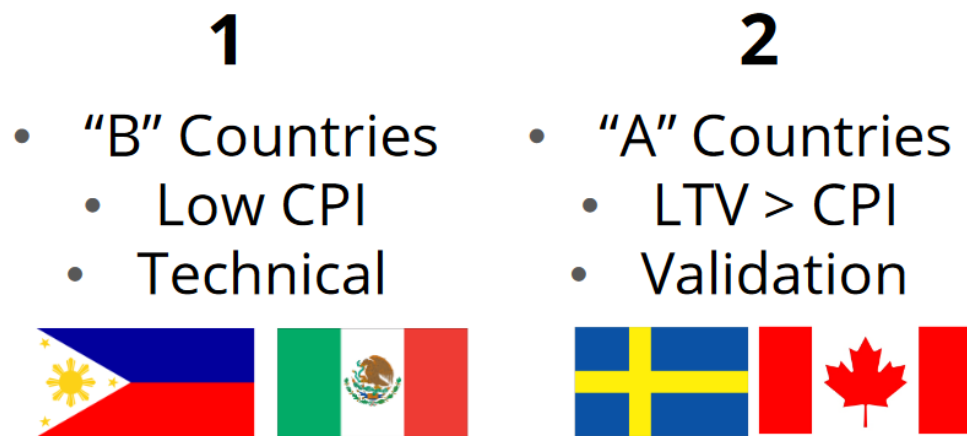 1
• “B” Countries
• Low CPI
• Technical
2
• “A” Countries
• LTV > CPI
• Validation